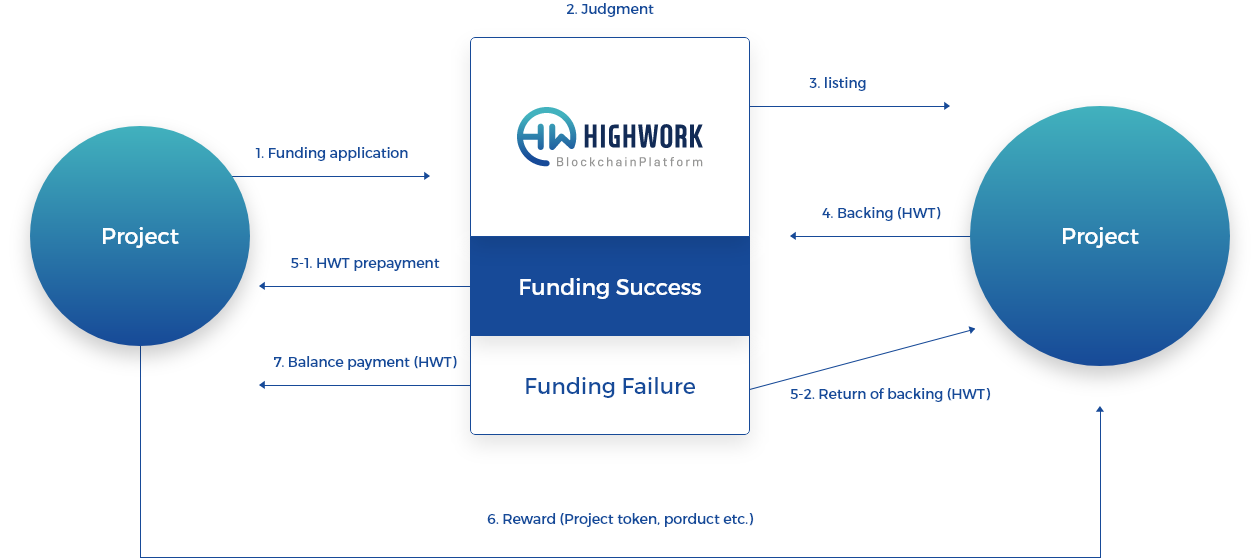 2. Judgment
3. listing
HW HIGHWORK
BlockchainPlatform
1. Funding application
4. Backing (HWT)
Project
Project
5-1. HWT prepayment
Funding Success
7. Balance payment (HWT)
Funding Failure
5-2. Return of backing (HWT)
6. Reward (Project token, porduct etc.)